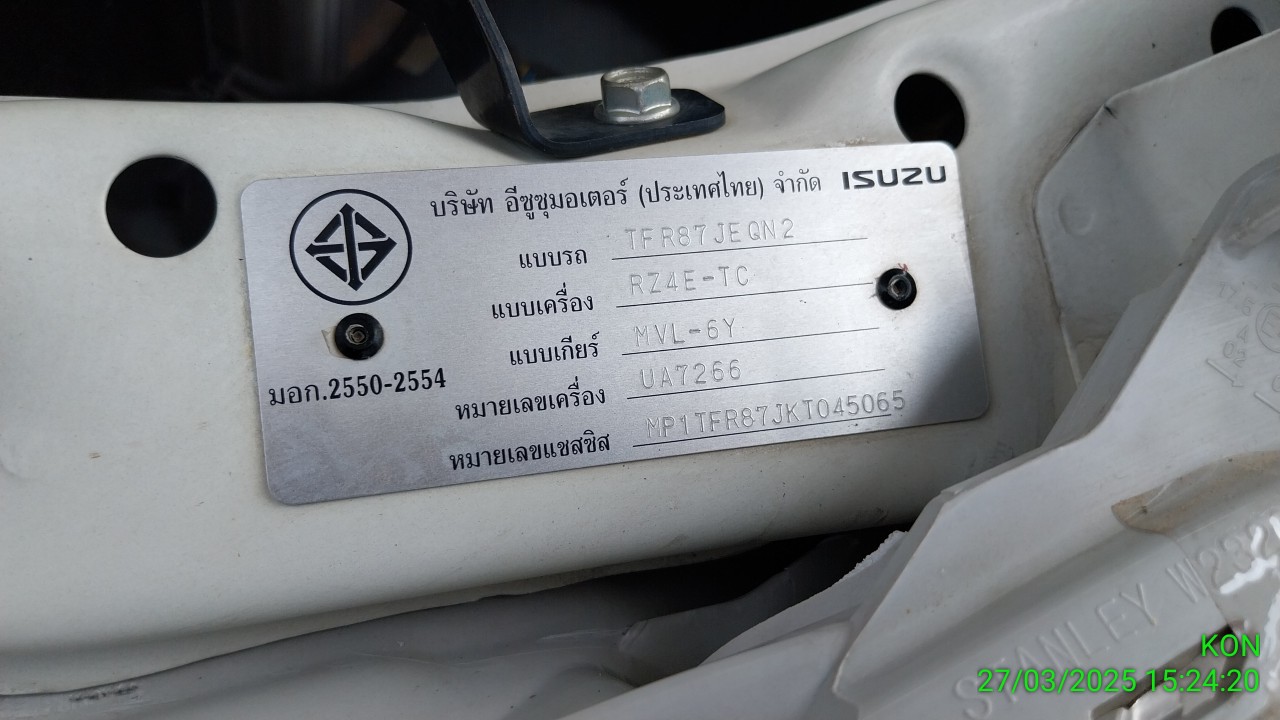 บริษัท อีซูซุมอเตอร์ (ประเทศไทย) จำกัด ISUZU
แบบรถ TFR87JEQN2
แบบเครื่อง RZ4E-TC
แบบเกียร์ MVL-6Y
หมายเลขเครื่อง UA7266
หมายเลขแชสซิส MP1TFR87JKT045065
มอก.2550-2554
STANLEY W2321
KON
27/03/2025 15:24:20